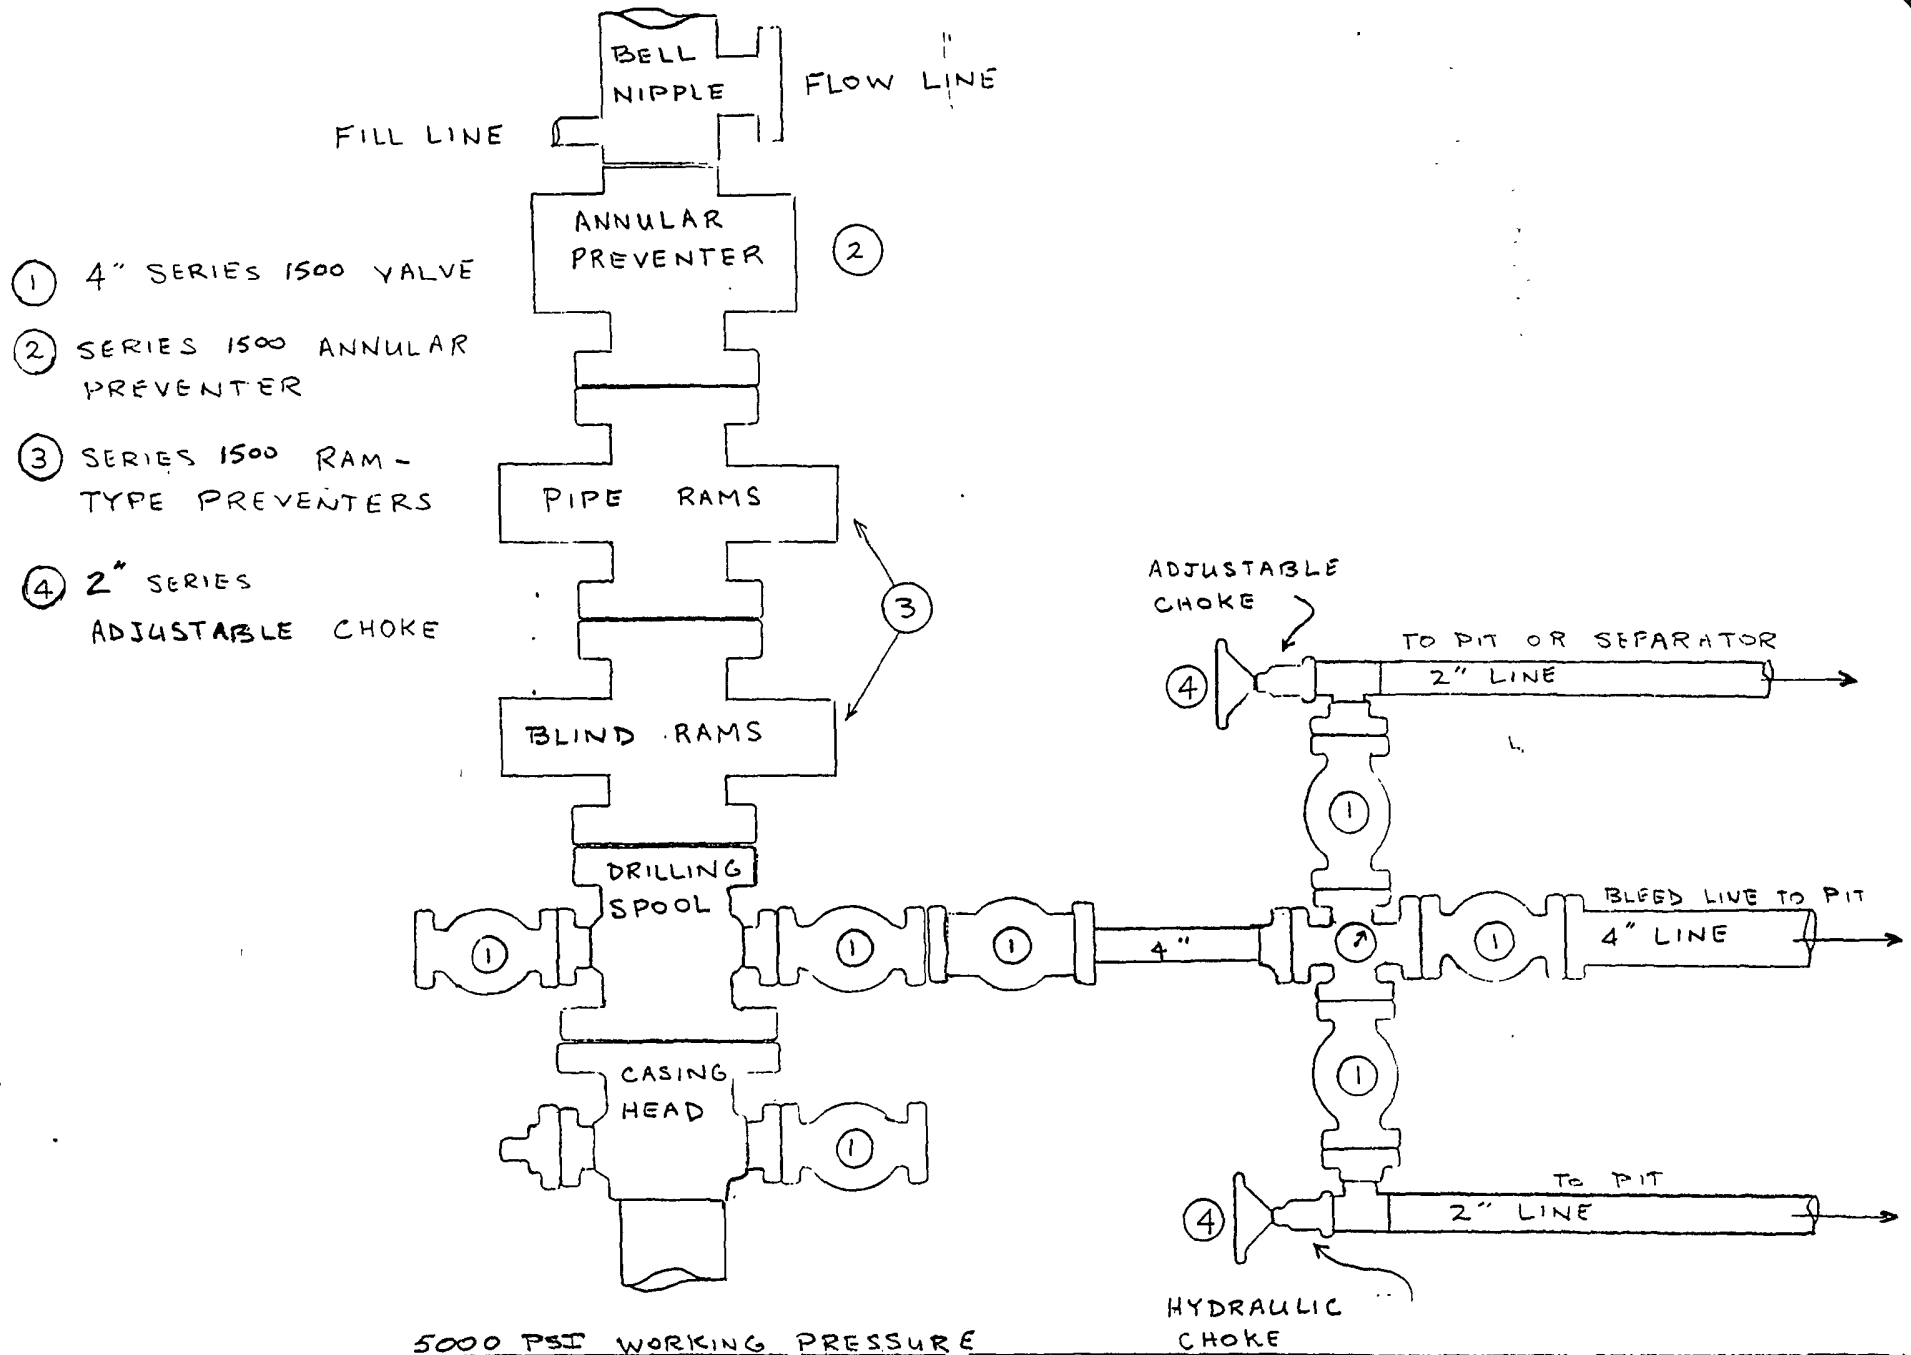 BELL
NIPPLE
FLOW LINE
FILL LINE
ANNULAR
PREVENTER
2
1 4" SERIES 1500 VALVE
2 SERIES 1500 ANNULAR
PREVENTER
3 SERIES 1500 RAM-
TYPE PREVENTERS
4 2" SERIES
ADJUSTABLE CHOKE
PIPE RAMS
3
BLIND RAMS
ADJUSTABLE
CHOKE
4
TO PIT OR SEPARATOR
2" LINE
1
DRILLING
SPOOL
1
1
1
4"
1
BLEED LINE TO PIT
4" LINE
CASING
HEAD
1
1
4
TO PIT
2" LINE
HYDRAULIC
CHOKE
5000 PSI WORKING PRESSURE